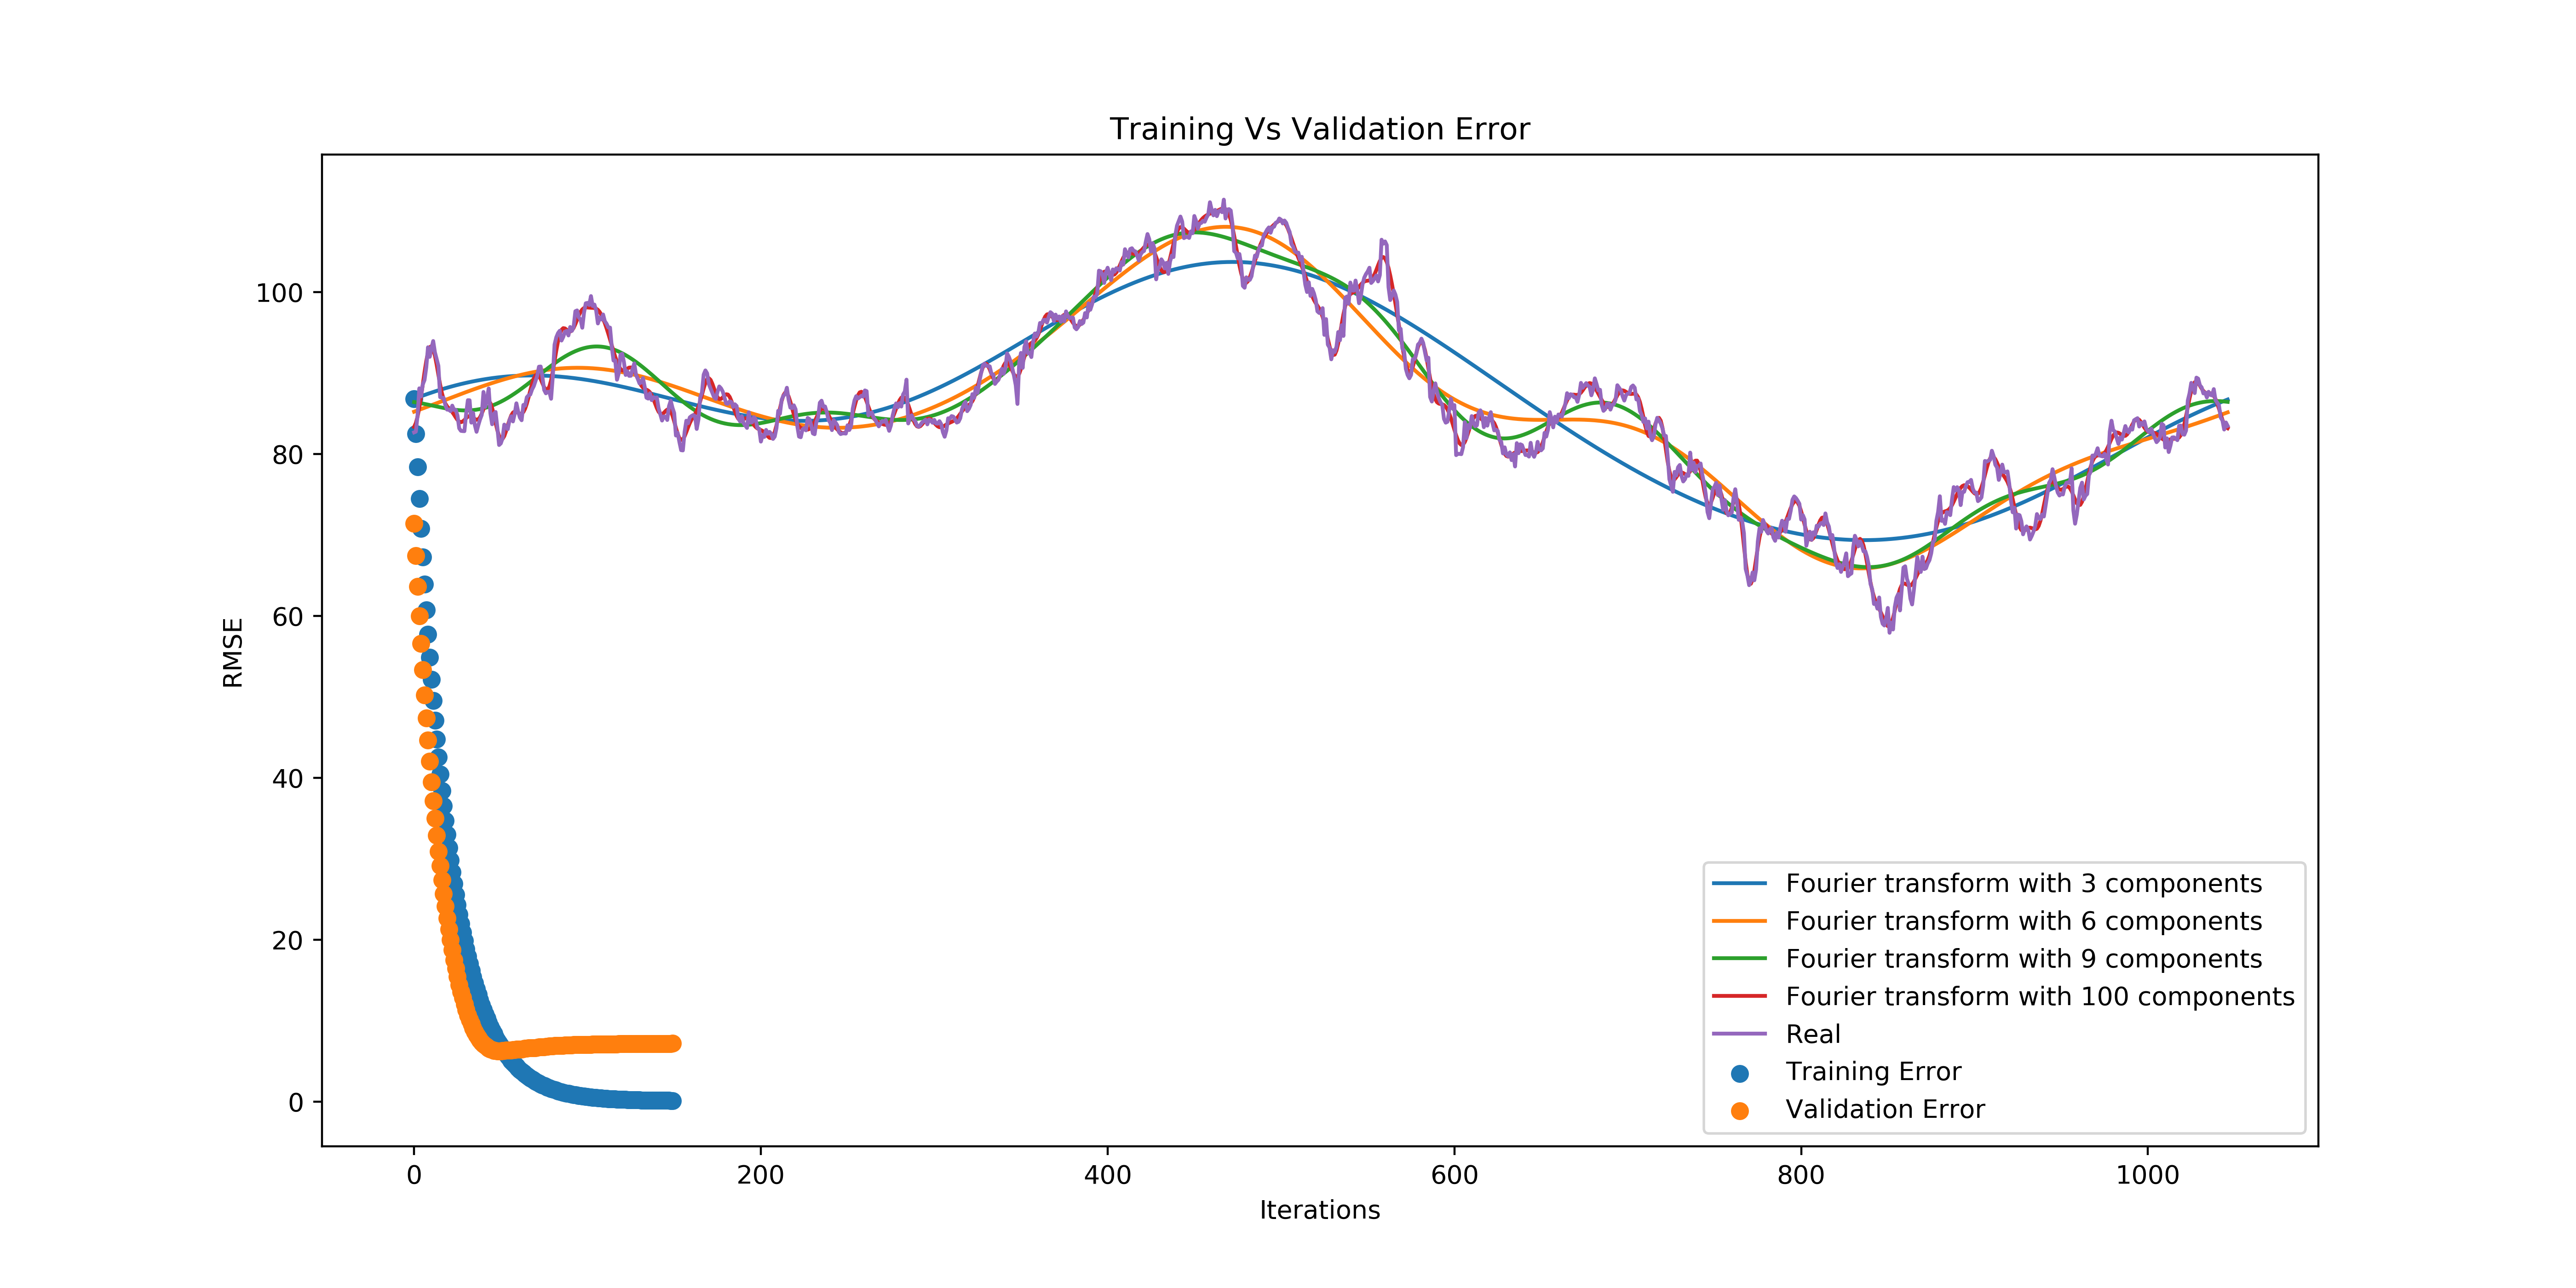 Training Vs Validation Error
RMSE
100
80
60
40
20
0
0 200 400 600 800 1000
Iterations
Fourier transform with 3 components
Fourier transform with 6 components
Fourier transform with 9 components
Fourier transform with 100 components
Real
Training Error
Validation Error